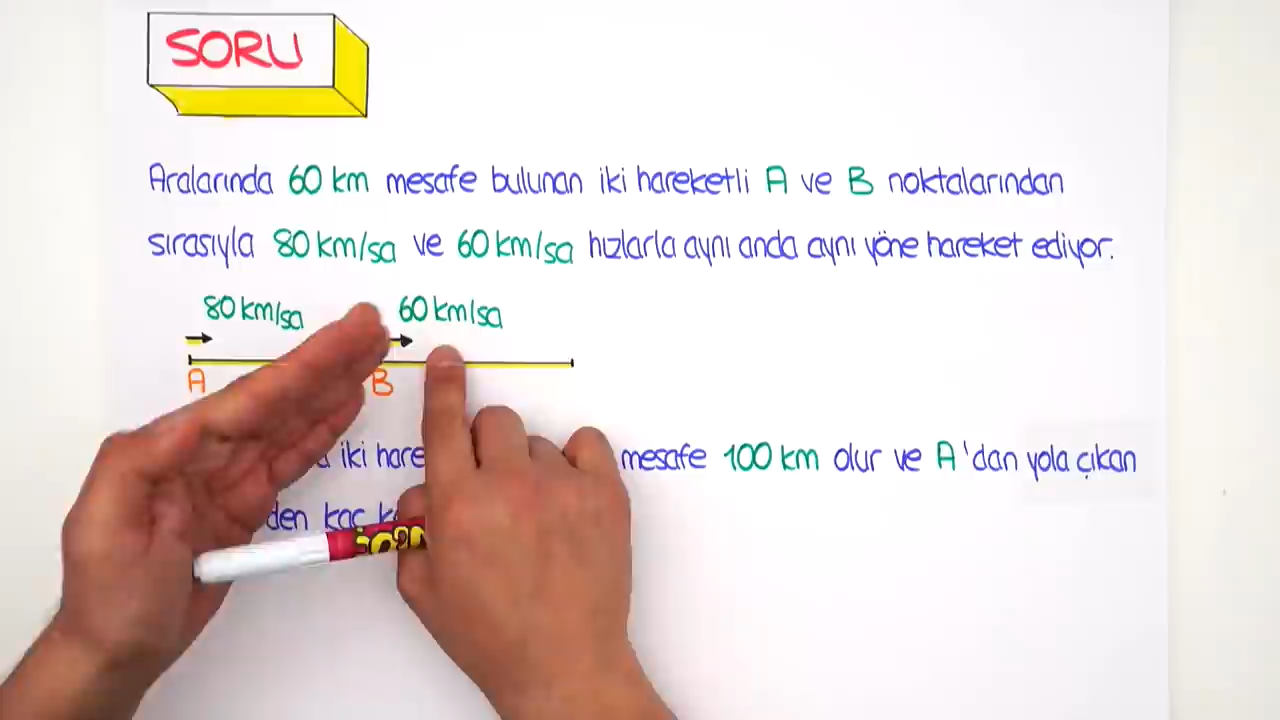 SORU
Aralarında 60 km mesafe bulunan iki hareketli A ve B noktalarından
sırasıyla 80 km/sa ve 60 km/sa hızlarla aynı anda aynı yöne hareket ediyor.
80 km/sa 60 km/sa
A B
iki mesafe 100 km olur ve A'dan yola çıkan
kaç